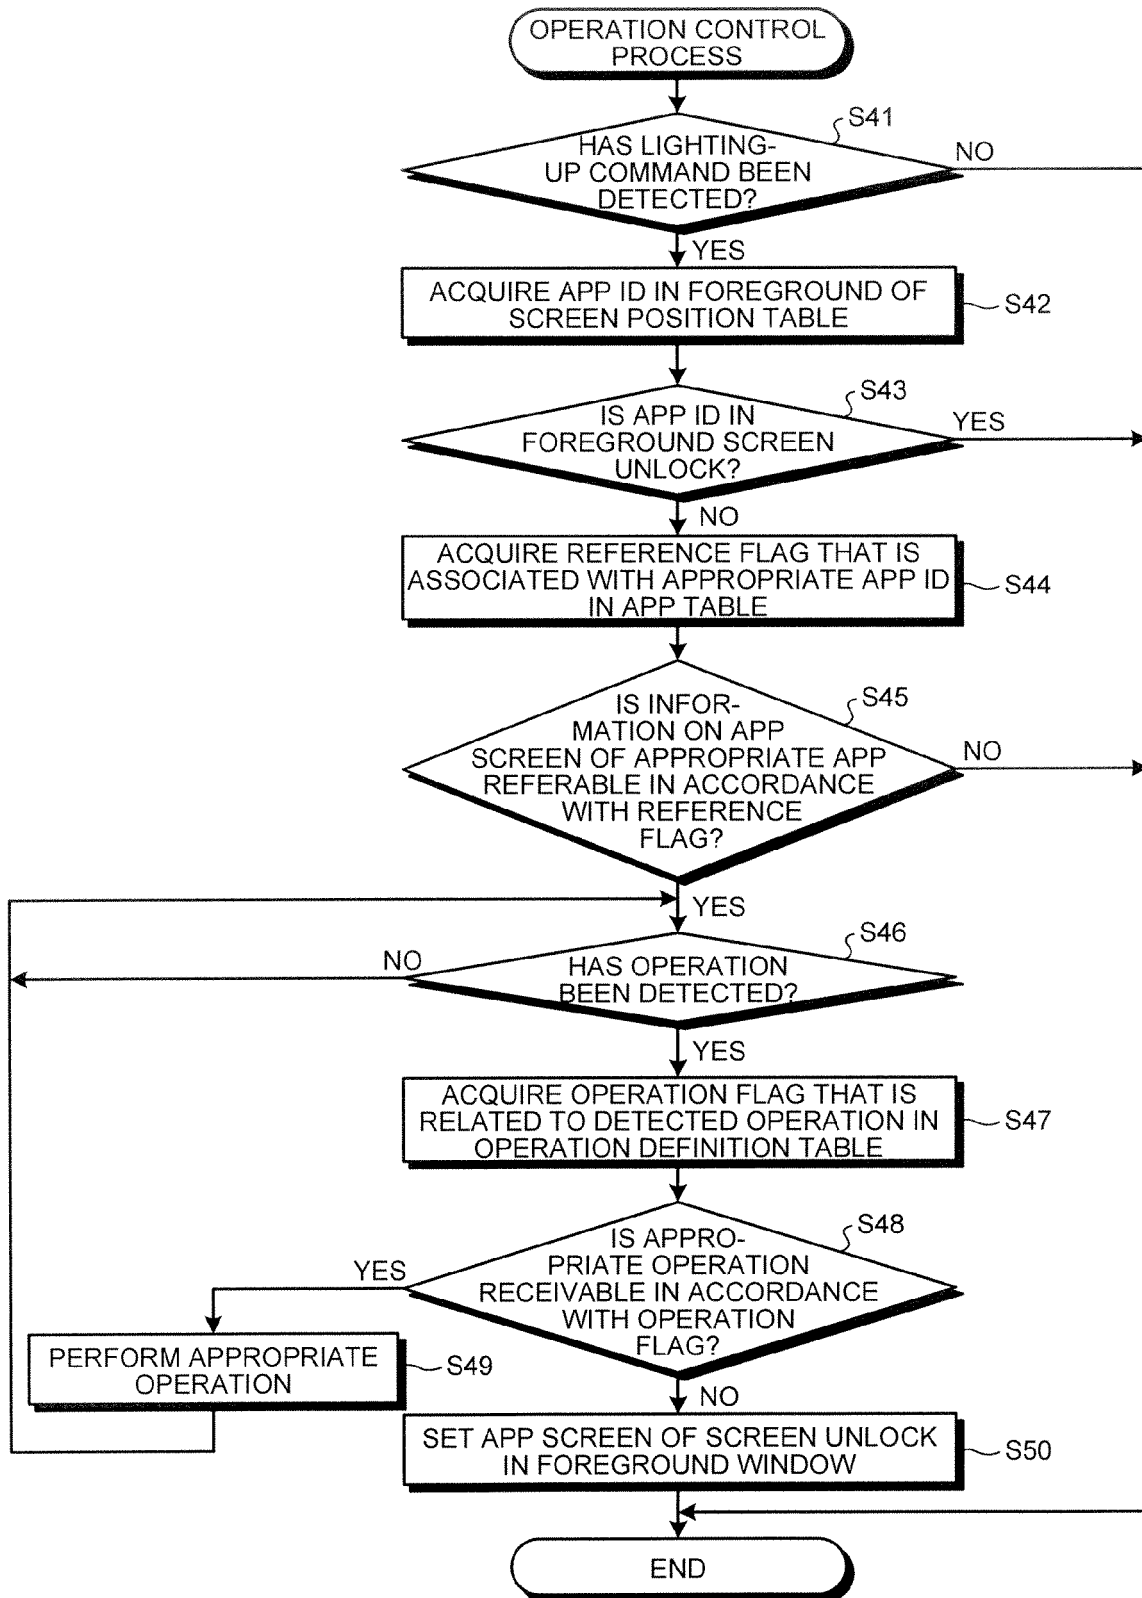 OPERATION CONTROL
PROCESS
S41
HAS LIGHTING-
UP COMMAND BEEN
DETECTED?
NO
YES
ACQUIRE APP ID IN FOREGROUND OF
SCREEN POSITION TABLE
S42
S43
IS APP ID IN
FOREGROUND SCREEN
UNLOCK?
YES
NO
ACQUIRE REFERENCE FLAG THAT IS
ASSOCIATED WITH APPROPRIATE APP ID
IN APP TABLE
S44
S45
IS INFOR-
MATION ON APP
SCREEN OF APPROPRIATE APP
REFERABLE IN ACCORDANCE
WITH REFERENCE
FLAG?
NO
YES
S46
NO
HAS OPERATION
BEEN DETECTED?
YES
ACQUIRE OPERATION FLAG THAT IS
RELATED TO DETECTED OPERATION IN
OPERATION DEFINITION TABLE
S47
S48
IS APPRO-
PRIATE OPERATION
RECEIVABLE IN ACCORDANCE
WITH OPERATION
FLAG?
YES
PERFORM APPROPRIATE
OPERATION
S49
NO
SET APP SCREEN OF SCREEN UNLOCK
IN FOREGROUND WINDOW
S50
END